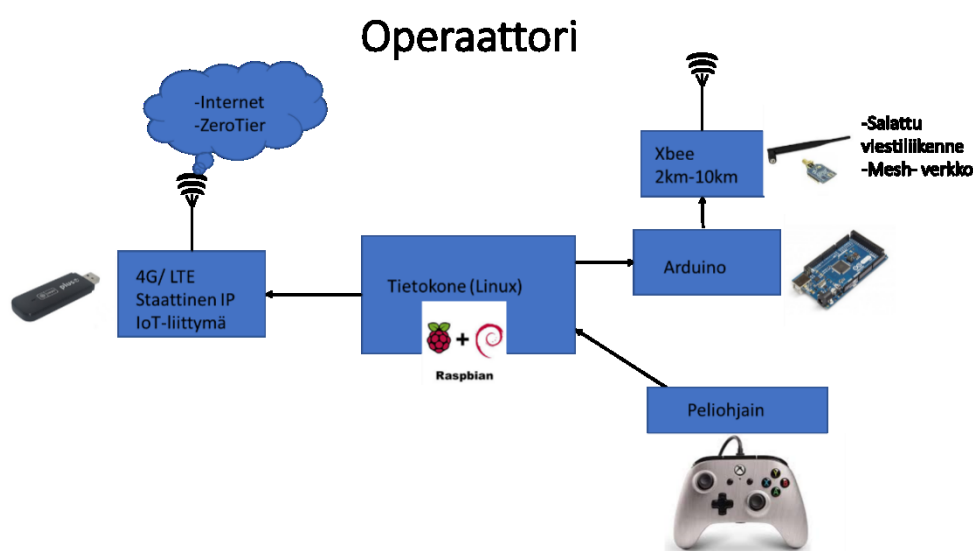 Operaattori
-Internet
-ZeroTier
Xbee
2km-10km
-Salattu
viestiliikenne
-Mesh- verkko
4G/ LTE
Staattinen IP
IoT-liittymä
Tietokone (Linux)
Arduino
Raspbian
Peliohjain